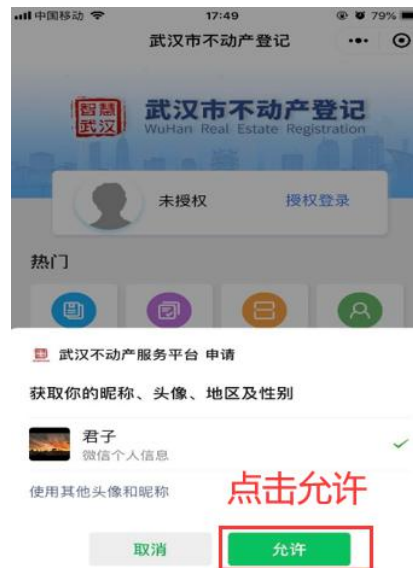 中国移动 17:49 79%
武汉市不动产登记
智慧武汉
武汉市不动产登记
WuHan Real Estate Registration
未授权 授权登录
热门
武汉不动产服务平台 申请
获取你的昵称、头像、地区及性别
君子
微信个人信息
使用其他头像和昵称
点击允许
取消 允许